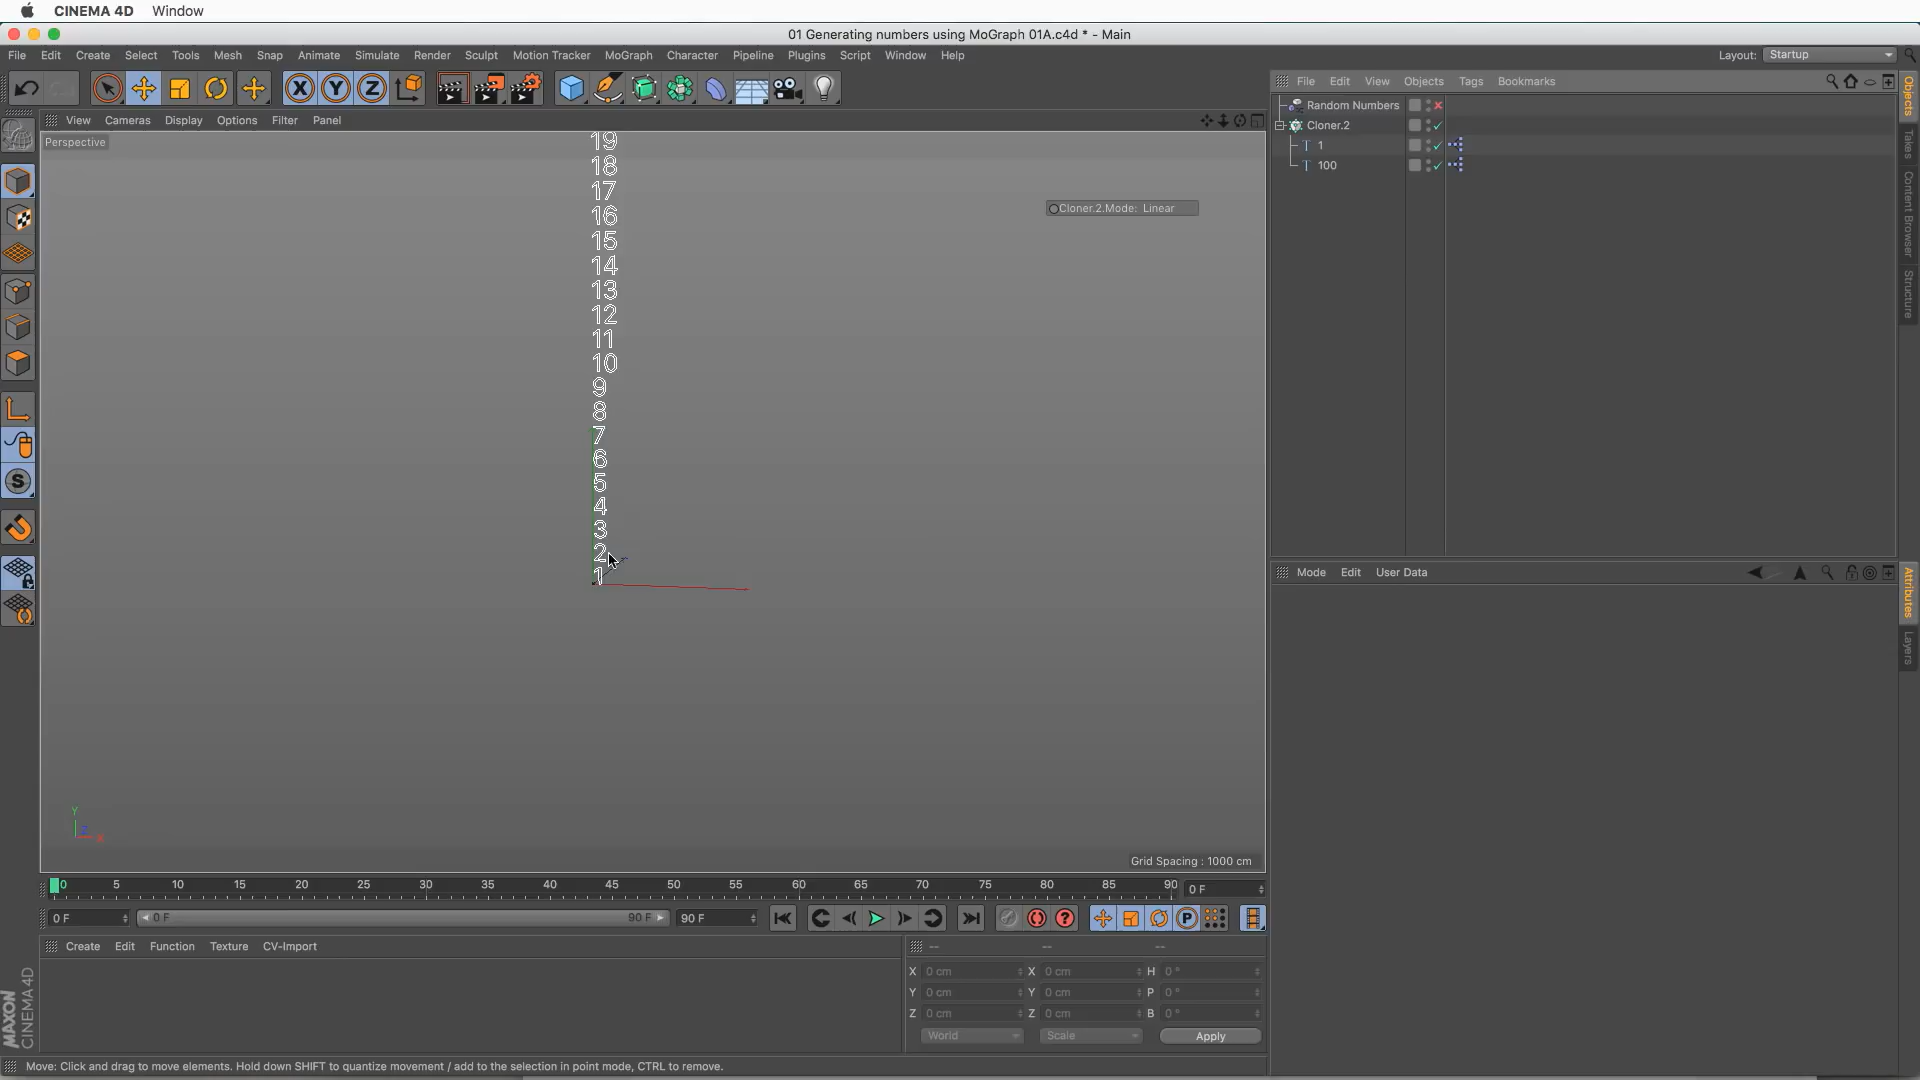 CINEMA 4D Window
01 Generating numbers using MoGraph 01A.c4d * - Main
File Edit Create Select Tools Mesh Snap Animate Simulate Render Sculpt Motion Tracker MoGraph Character Pipeline Plugins Script Window Help
Layout: Startup
X Y Z
File Edit View Objects Tags Bookmarks
Random Numbers
Cloner.2
1
100
Objects
Takes
Content Browser
Structure
View Cameras Display Options Filter Panel
Perspective
Cloner.2.Mode: Linear
19
18
17
16
15
14
13
12
11
10
9
8
7
6
5
4
3
2
1
S
Y
Z
X
Grid Spacing : 1000 cm
Mode Edit User Data
Attributes
Layers
0 5 10 15 20 25 30 35 40 45 50 55 60 65 70 75 80 85 90
0 F
0 F 0 F 90 F 90 F
? P
Create Edit Function Texture CV-Import
-- -- --
X 0 cm X 0 cm H 0 °
Y 0 cm Y 0 cm P 0 °
Z 0 cm Z 0 cm B 0 °
World Scale Apply
MAXON
CINEMA 4D
Move: Click and drag to move elements. Hold down SHIFT to quantize movement / add to the selection in point mode, CTRL to remove.